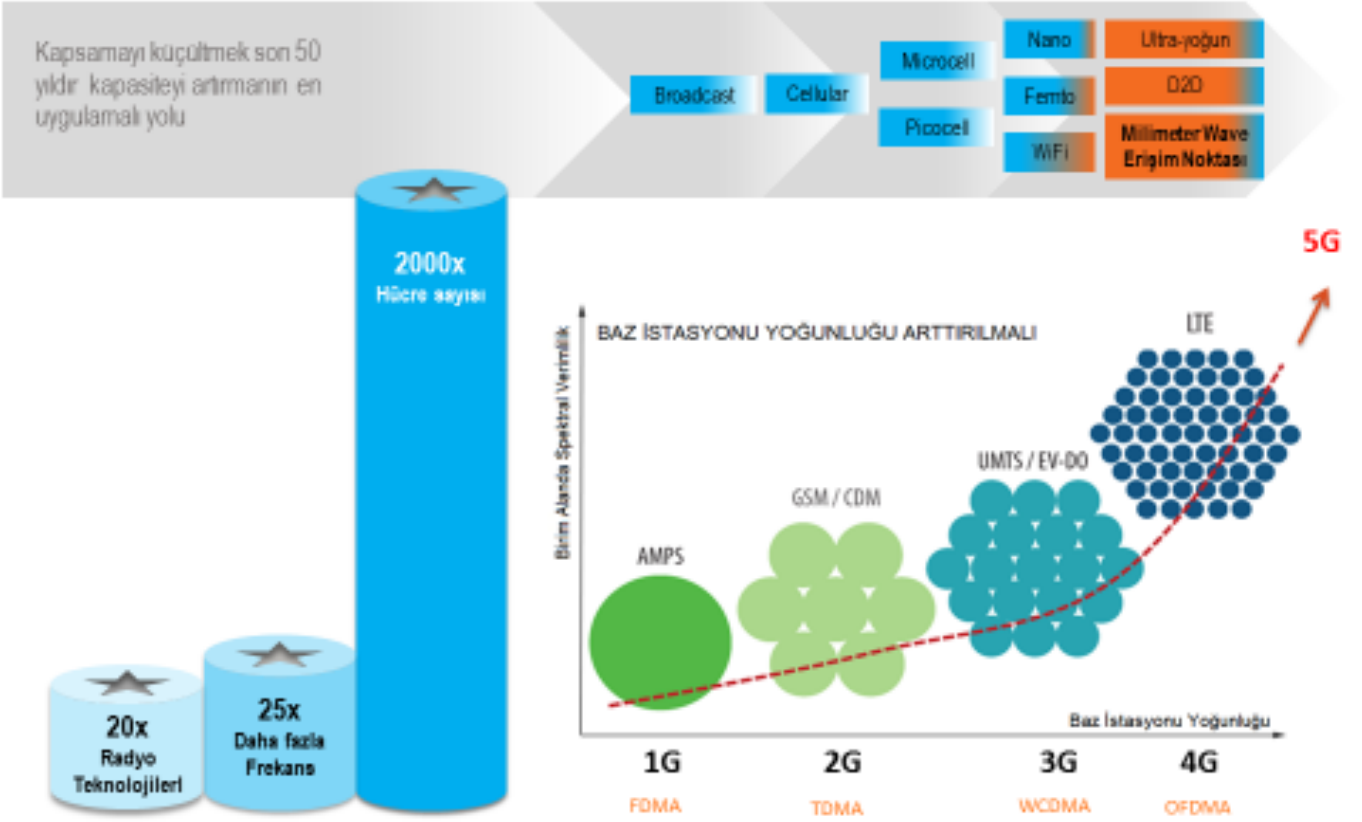 Kapsamayı küçültmek son 50
yıldır kapasiteyi artırmanın en
uygulamalı yolu
Broadcast
Cellular
Microcell
Picocell
Nano
Femto
WiFi
Ultra-yoğun
D2D
Milimeter Wave
Erişim Noktası
2000x
Hücre sayısı
25x
Daha fazla
Frekans
20x
Radyo
Teknolojileri
5G
BAZ İSTASYONU YOĞUNLUĞU ARTTIRILMALI
Birim Alanda Spektral Verimlilik
AMPS
GSM / CDM
UMTS / EV-DO
LTE
Baz İstasyonu Yoğunluğu
1G 2G 3G 4G
FDMA TDMA WCDMA OFDMA